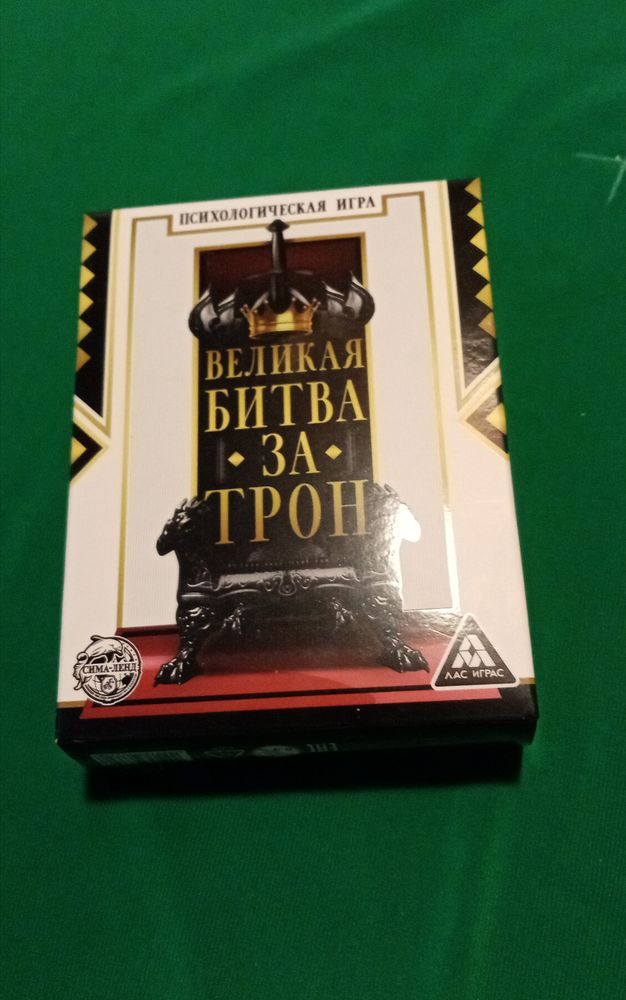 ПСИХОЛОГИЧЕСКАЯ ИГРА
ВЕЛИКАЯ
БИТВА
ЗА
ТРОН
СИМА-ЛЕНД
ЛАС ИГРАС